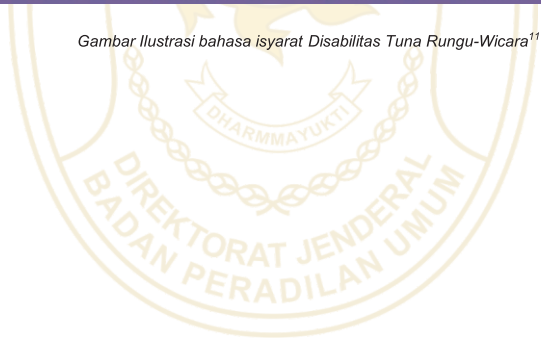 Gambar Ilustrasi bahasa isyarat Disabilitas Tuna Rungu-Wicara¹¹
DHARMMAYUKTI
DIREKTORAT JENDERAL
BADAN PERADILAN UMUM